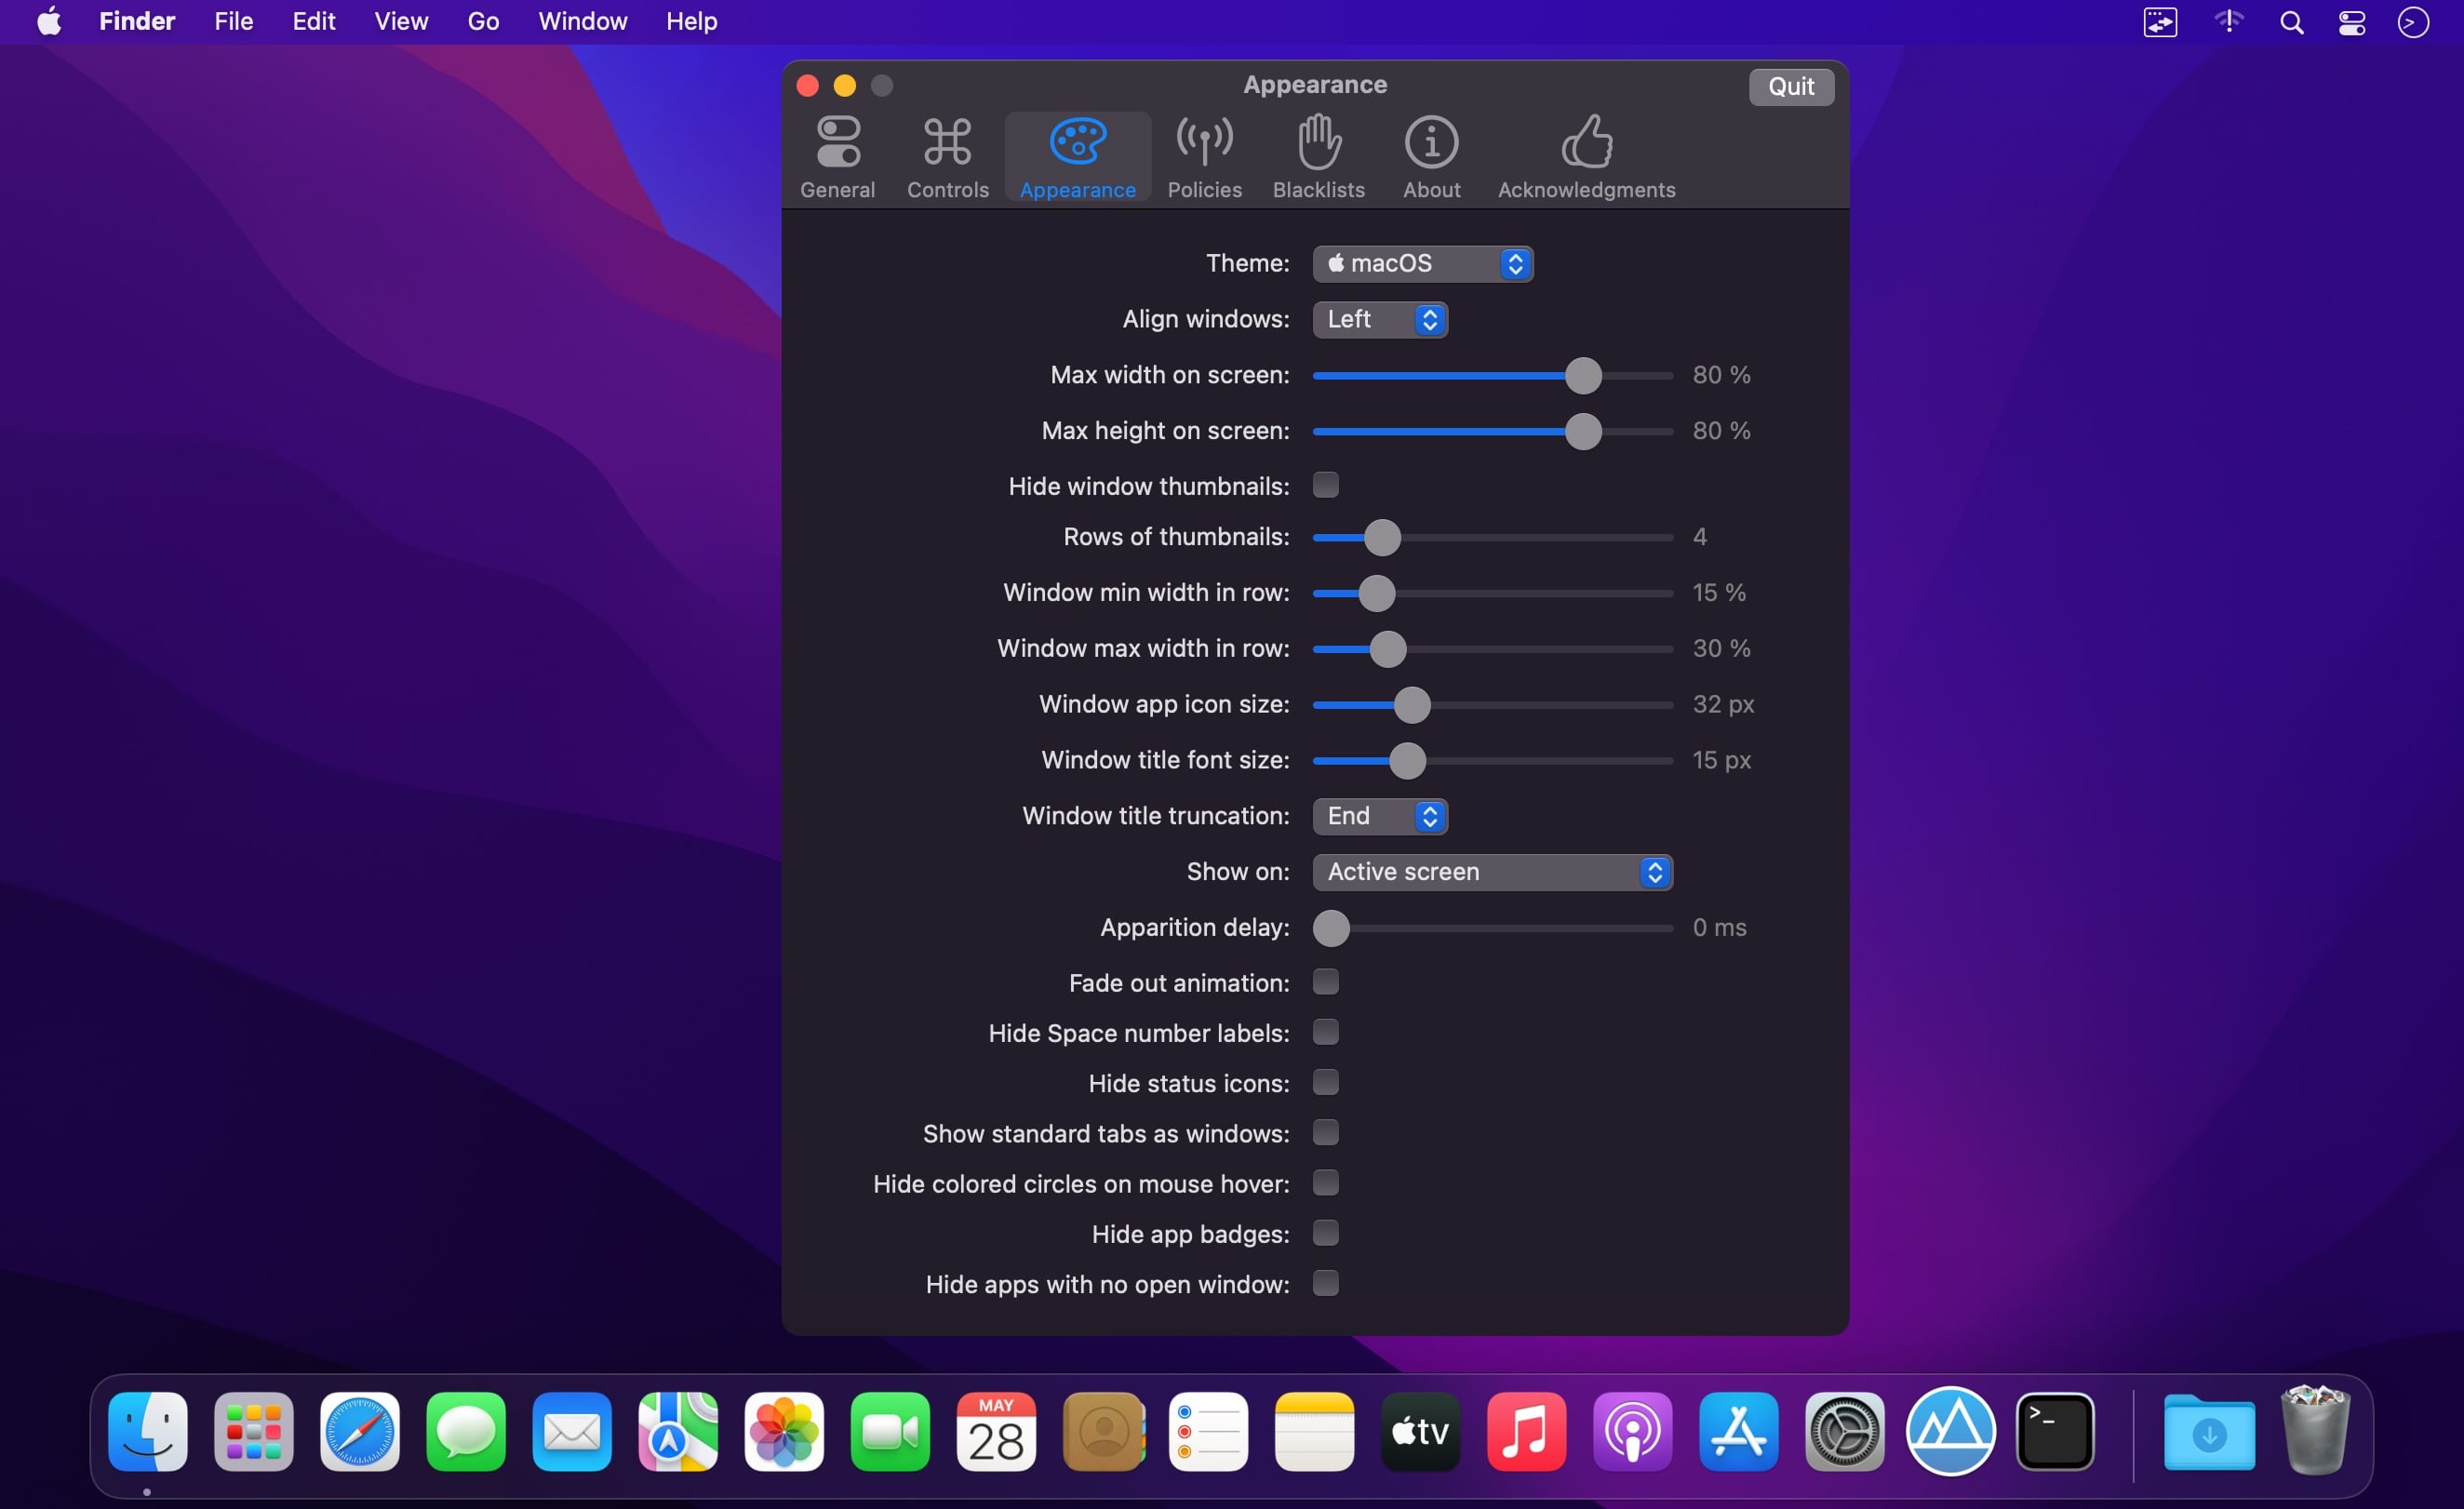 Finder File Edit View Go Window Help
Appearance
Quit
General Controls Appearance Policies Blacklists About Acknowledgments
Theme: macOS
Align windows: Left
Max width on screen: 80 %
Max height on screen: 80 %
Hide window thumbnails:
Rows of thumbnails: 4
Window min width in row: 15 %
Window max width in row: 30 %
Window app icon size: 32 px
Window title font size: 15 px
Window title truncation: End
Show on: Active screen
Apparition delay: 0 ms
Fade out animation:
Hide Space number labels:
Hide status icons:
Show standard tabs as windows:
Hide colored circles on mouse hover:
Hide app badges:
Hide apps with no open window:
MAY
28
tv
>_